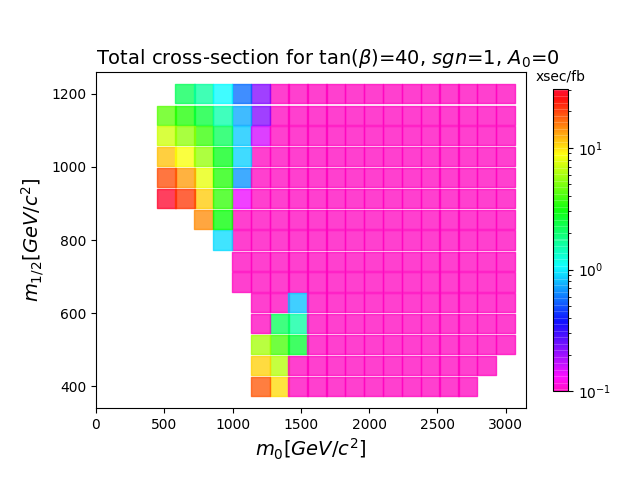 Total cross-section for tan(β)=40, sgn=1, A₀=0
xsec/fb
1200
1000
800
600
400
m₁/₂[GeV/c²]
10¹
10⁰
10⁻¹
0 500 1000 1500 2000 2500 3000
m₀[GeV/c²]